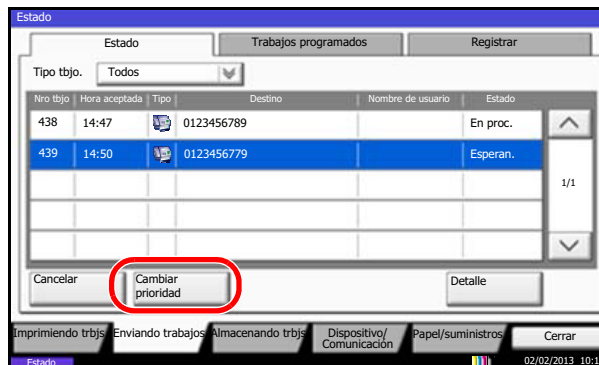 Estado
Estado Trabajos programados Registrar
Tipo tbjo. Todos
Nro tbjo Hora aceptada Tipo Destino Nombre de usuario Estado
438 14:47 0123456789 En proc.
439 14:50 0123456779 Esperan.
1/1
Cancelar Cambiar prioridad Detalle
Imprimiendo trbjs Enviando trabajos Almacenando trbjs Dispositivo/ Comunicación Papel/suministros Cerrar
Estado 02/02/2013 10:1